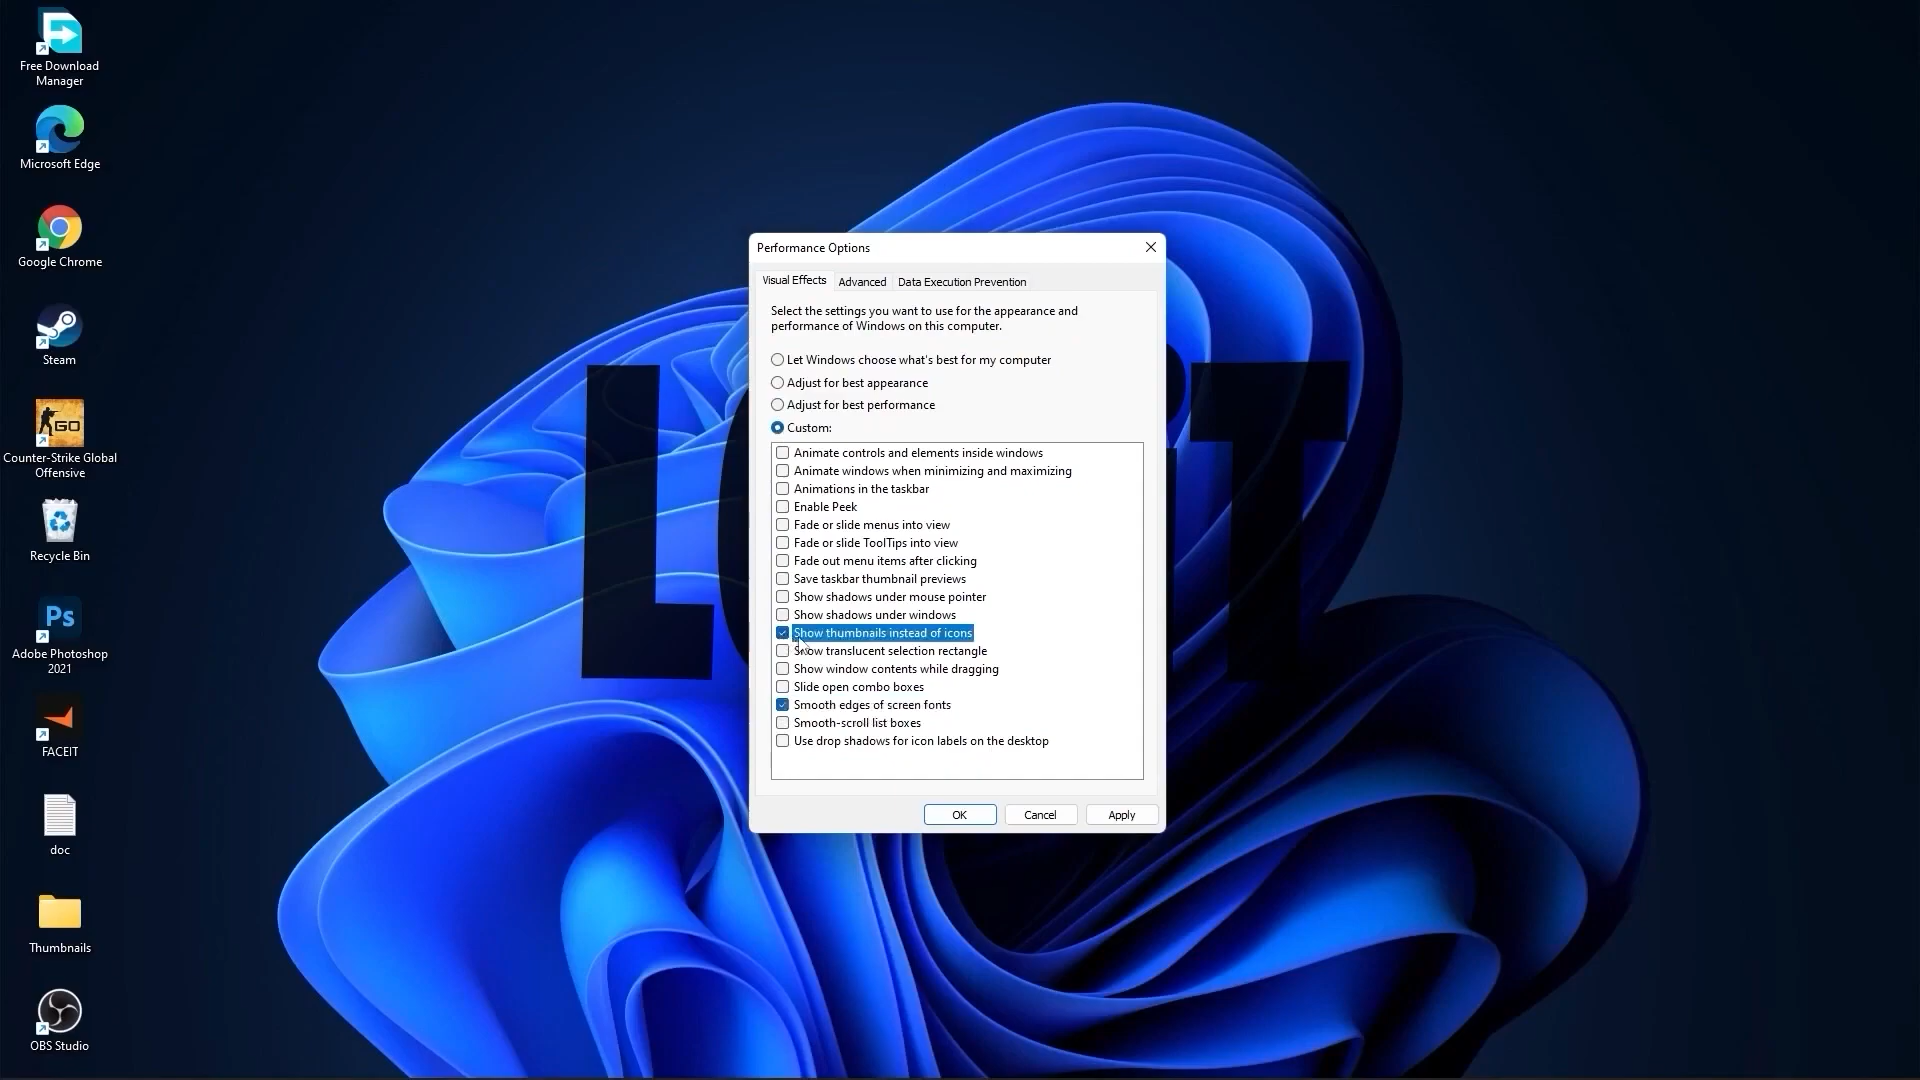 Free Download
Manager
Microsoft Edge
Google Chrome
Steam
GO
Counter-Strike Global
Offensive
Recycle Bin
Ps
Adobe Photoshop
2021
FACEIT
doc
Thumbnails
OBS Studio
Performance Options
Visual Effects
Advanced
Data Execution Prevention
Select the settings you want to use for the appearance and
performance of Windows on this computer.
Let Windows choose what's best for my computer
Adjust for best appearance
Adjust for best performance
Custom:
Animate controls and elements inside windows
Animate windows when minimizing and maximizing
Animations in the taskbar
Enable Peek
Fade or slide menus into view
Fade or slide ToolTips into view
Fade out menu items after clicking
Save taskbar thumbnail previews
Show shadows under mouse pointer
Show shadows under windows
Show thumbnails instead of icons
Show translucent selection rectangle
Show window contents while dragging
Slide open combo boxes
Smooth edges of screen fonts
Smooth-scroll list boxes
Use drop shadows for icon labels on the desktop
OK
Cancel
Apply